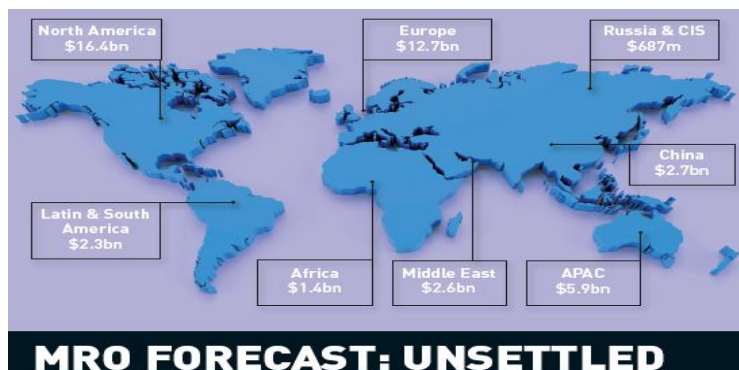 North America
$16.4bn
Europe
$12.7bn
Russia & CIS
$687m
China
$2.7bn
Latin & South
America
$2.3bn
Africa
$1.4bn
Middle East
$2.6bn
APAC
$5.9bn
MRO FORECAST: UNSETTLED